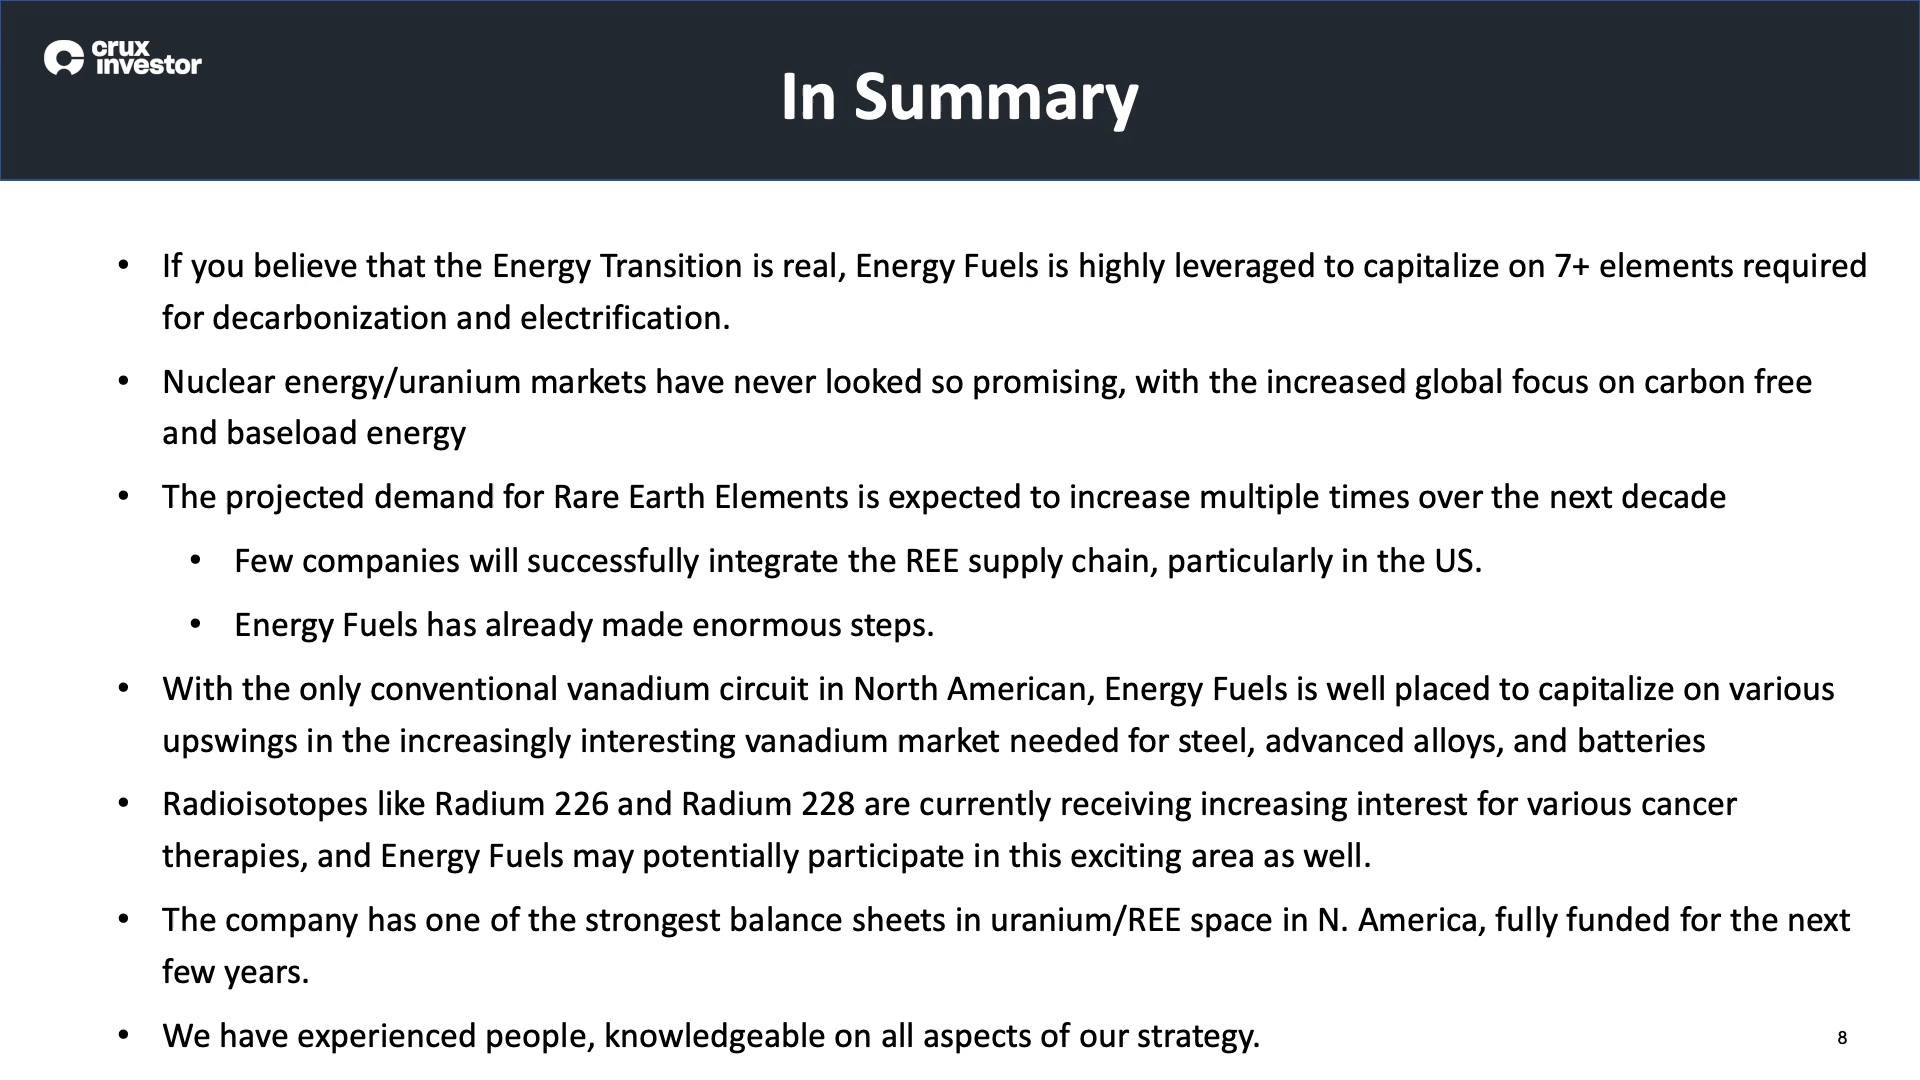 crux
investor
In Summary
• If you believe that the Energy Transition is real, Energy Fuels is highly leveraged to capitalize on 7+ elements required
for decarbonization and electrification.
• Nuclear energy/uranium markets have never looked so promising, with the increased global focus on carbon free
and baseload energy
• The projected demand for Rare Earth Elements is expected to increase multiple times over the next decade
• Few companies will successfully integrate the REE supply chain, particularly in the US.
• Energy Fuels has already made enormous steps.
• With the only conventional vanadium circuit in North American, Energy Fuels is well placed to capitalize on various
upswings in the increasingly interesting vanadium market needed for steel, advanced alloys, and batteries
• Radioisotopes like Radium 226 and Radium 228 are currently receiving increasing interest for various cancer
therapies, and Energy Fuels may potentially participate in this exciting area as well.
• The company has one of the strongest balance sheets in uranium/REE space in N. America, fully funded for the next
few years.
• We have experienced people, knowledgeable on all aspects of our strategy.
8